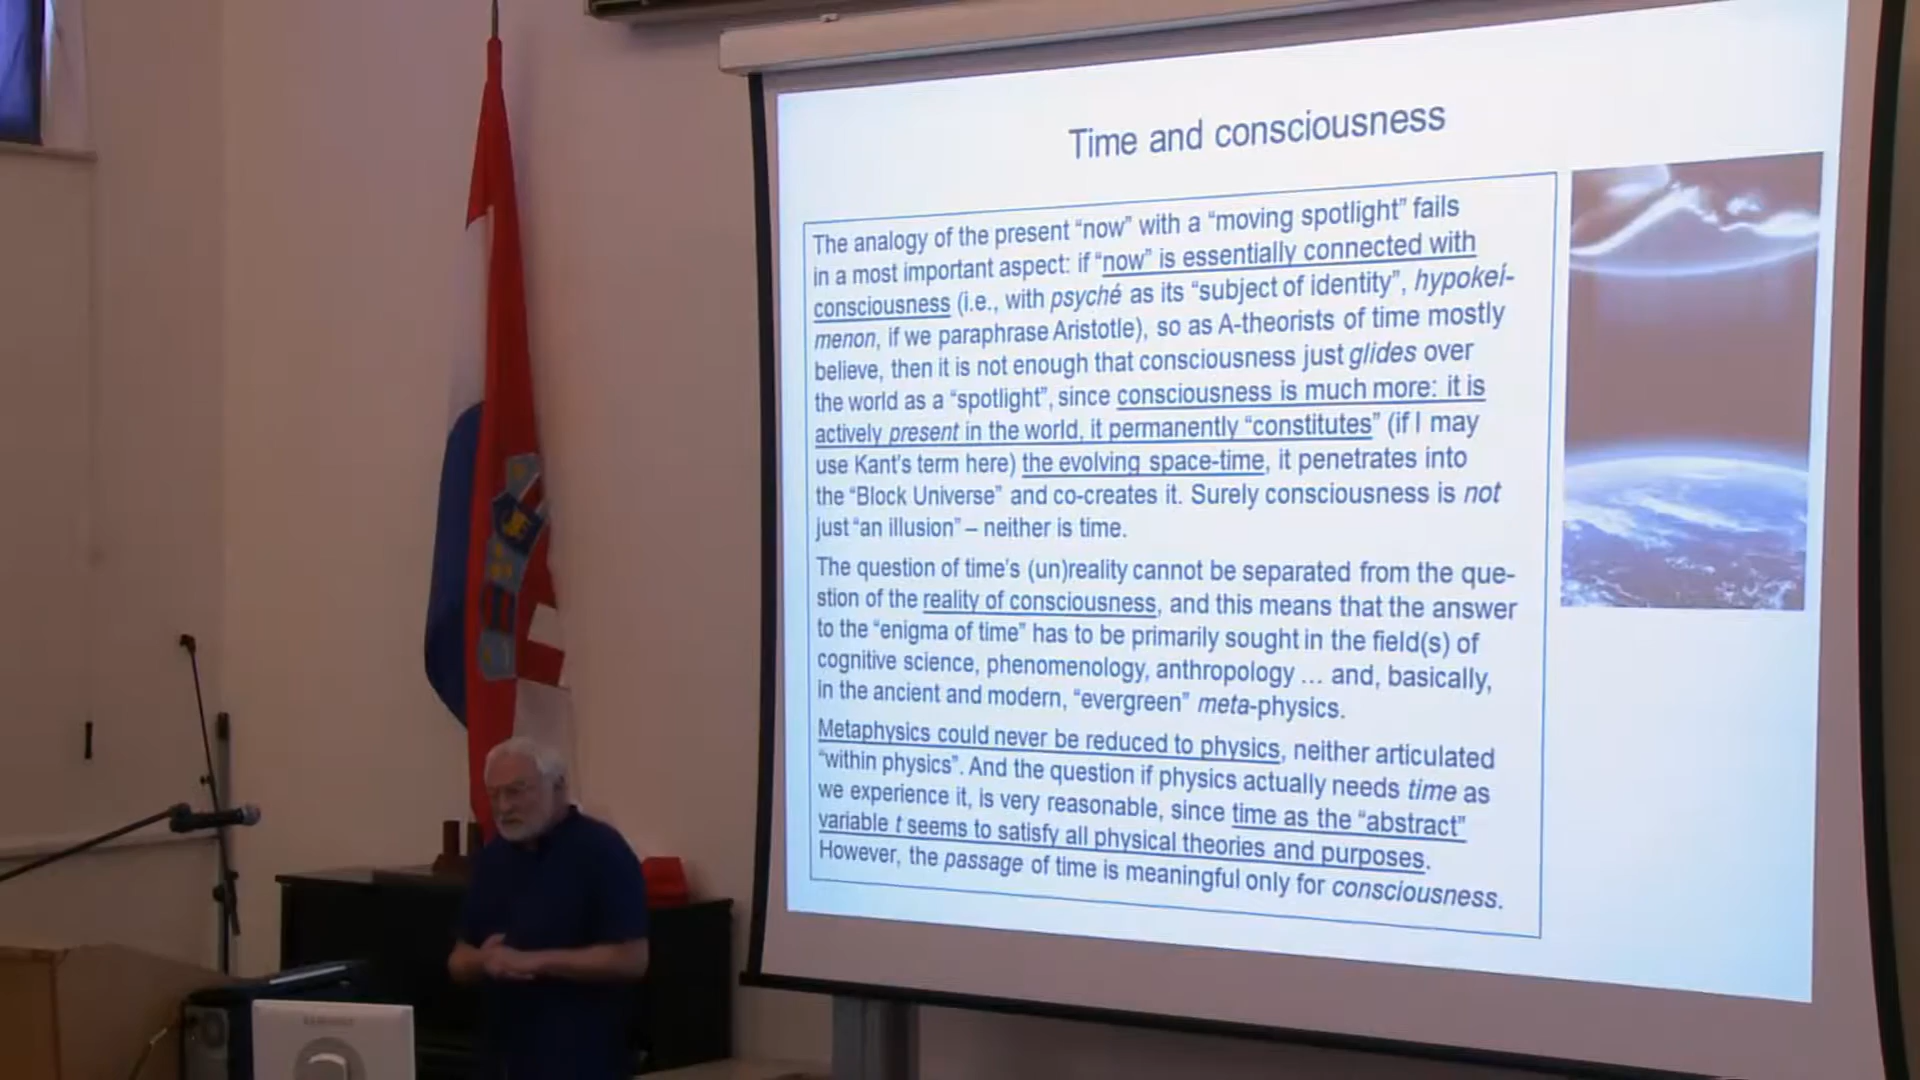 Time and consciousness
The analogy of the present “now” with a “moving spotlight” fails
in a most important aspect: if “now” is essentially connected with
consciousness (i.e., with psyché as its “subject of identity”, hypokeí-
menon, if we paraphrase Aristotle), so as A-theorists of time mostly
believe, then it is not enough that consciousness just glides over
the world as a “spotlight”, since consciousness is much more: it is
actively present in the world, it permanently “constitutes” (if I may
use Kant’s term here) the evolving space-time, it penetrates into
the “Block Universe” and co-creates it. Surely consciousness is not
just “an illusion” – neither is time.
The question of time’s (un)reality cannot be separated from the que-
stion of the reality of consciousness, and this means that the answer
to the “enigma of time” has to be primarily sought in the field(s) of
cognitive science, phenomenology, anthropology … and, basically,
in the ancient and modern, “evergreen” meta-physics.
Metaphysics could never be reduced to physics, neither articulated
“within physics”. And the question if physics actually needs time as
we experience it, is very reasonable, since time as the “abstract”
variable t seems to satisfy all physical theories and purposes.
However, the passage of time is meaningful only for consciousness.